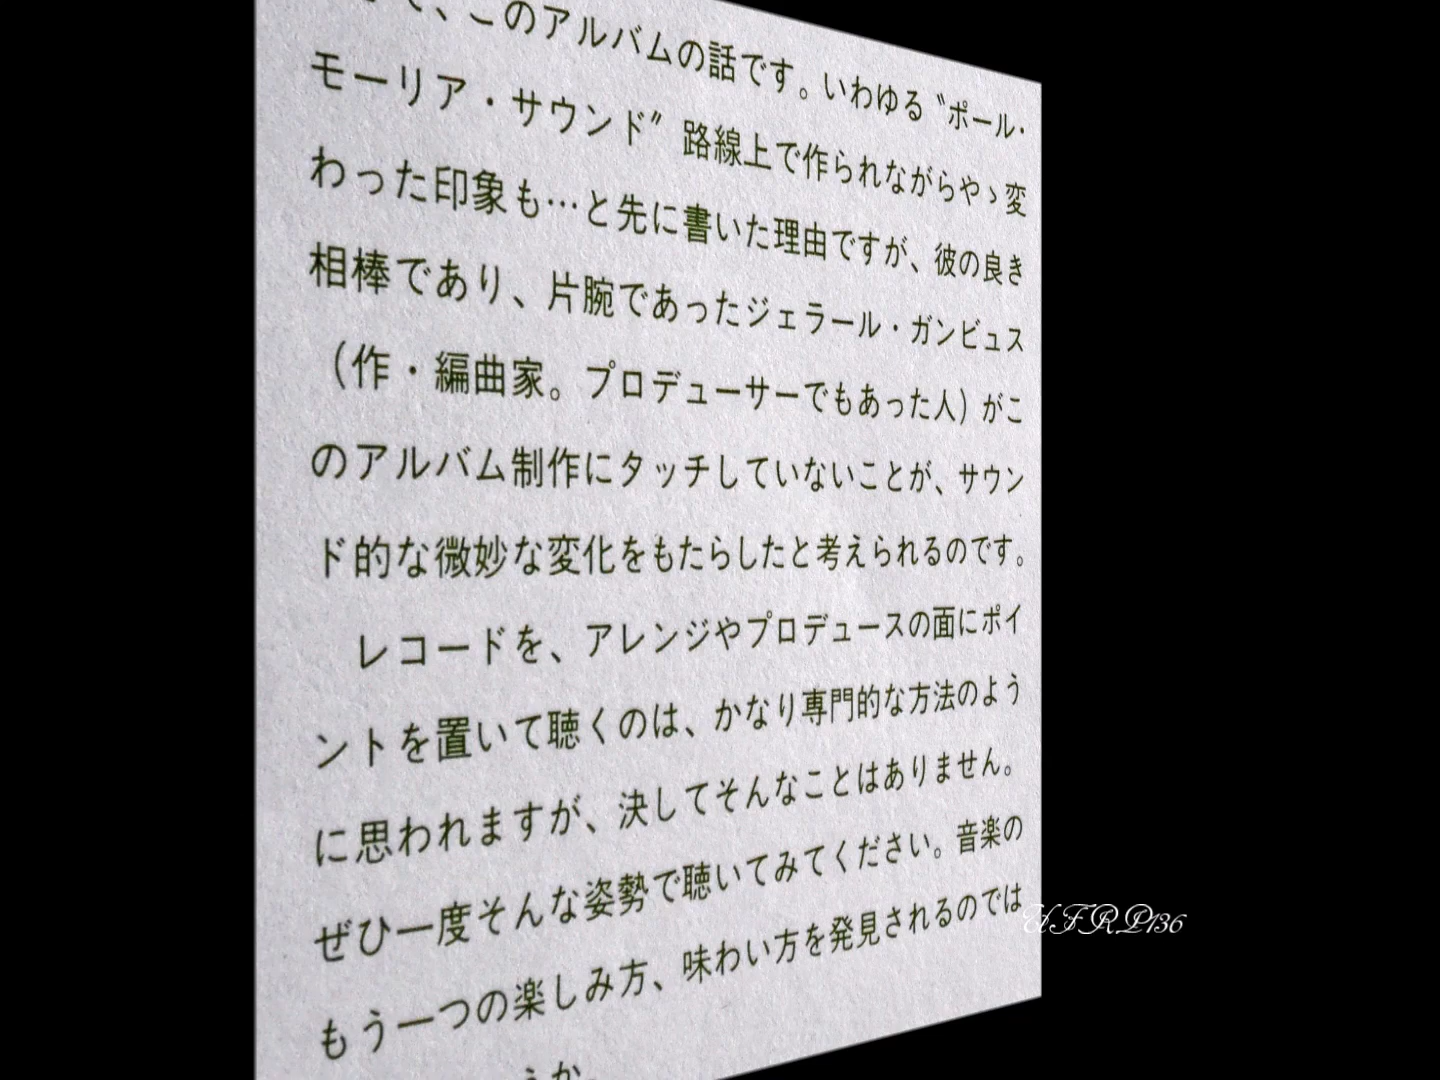 、このアルバムの話です。いわゆる〝ポール・
モーリア・サウンド〞路線上で作られながらやゝ変
わった印象も…と先に書いた理由ですが、彼の良き
相棒であり、片腕であったジェラール・ガンビュス
（作・編曲家。プロデューサーでもあった人）がこ
のアルバム制作にタッチしていないことが、サウン
ド的な微妙な変化をもたらしたと考えられるのです。
　レコードを、アレンジやプロデュースの面にポイ
ントを置いて聴くのは、かなり専門的な方法のよう
に思われますが、決してそんなことはありません。
ぜひ一度そんな姿勢で聴いてみてください。音楽の
もう一つの楽しみ方、味わい方を発見されるのでは
うか。